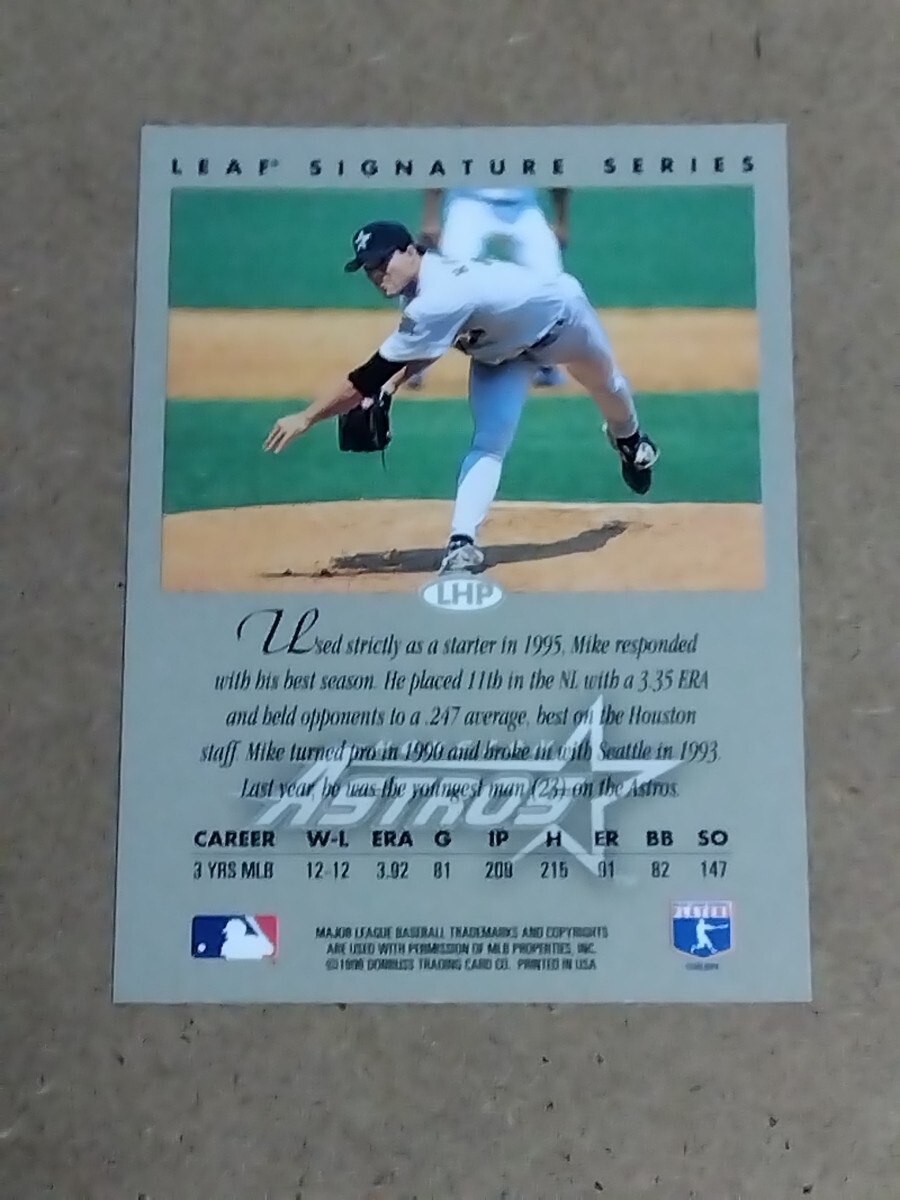 LEAF® SIGNATURE SERIES
LHP
Used strictly as a starter in 1995, Mike responded
with his best season. He placed 11th in the NL with a 3.35 ERA
and held opponents to a .247 average, best on the Houston
staff. Mike turned pro in 1990 and broke in with Seattle in 1993.
Last year, he was the youngest man (23) on the Astros.
HOUSTON
ASTROS
CAREER W-L ERA G IP H ER BB SO
3 YRS MLB 12-12 3.92 81 209 215 91 82 147
MAJOR LEAGUE BASEBALL TRADEMARKS AND COPYRIGHTS
ARE USED WITH PERMISSION OF MLB PROPERTIES, INC.
©1996 DONRUSS TRADING CARD CO. PRINTED IN USA
PLAYERS